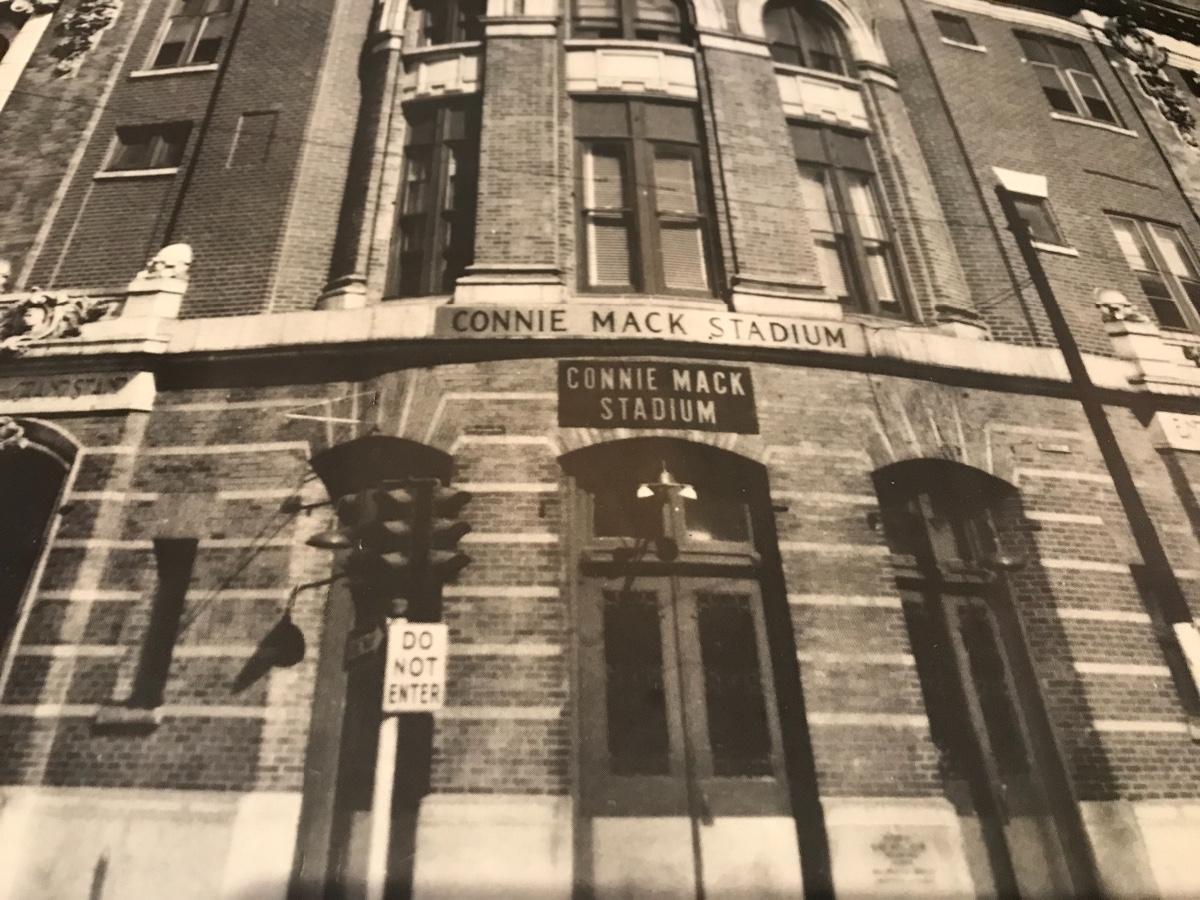 CONNIE MACK STADIUM
CONNIE MACK
STADIUM
DO
NOT
ENTER